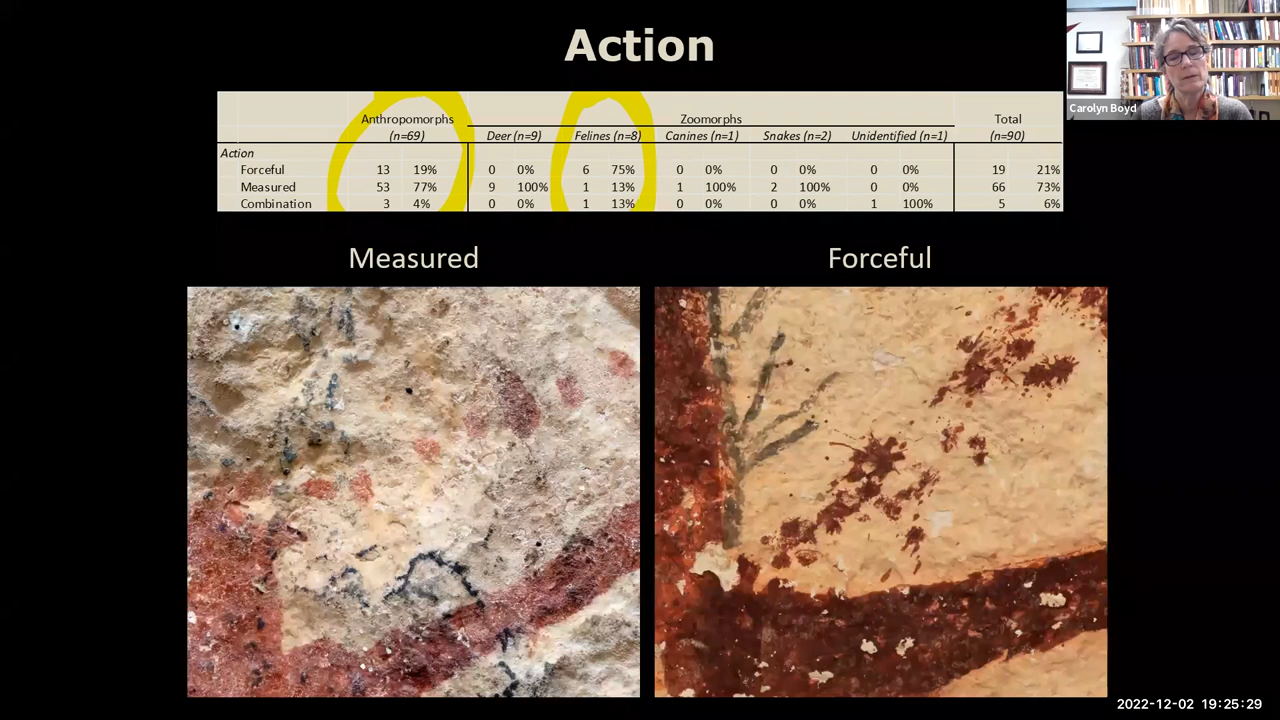 Action
Carolyn Boyd
Anthropomorphs Zoomorphs Total
(n=69) Deer (n=9) Felines (n=8) Canines (n=1) Snakes (n=2) Unidentified (n=1) (n=90)
Action
Forceful 13 19% 0 0% 6 75% 0 0% 0 0% 0 0% 19 21%
Measured 53 77% 9 100% 1 13% 1 100% 2 100% 0 0% 66 73%
Combination 3 4% 0 0% 1 13% 0 0% 0 0% 1 100% 5 6%
Measured Forceful
2022-12-02 19:25:29